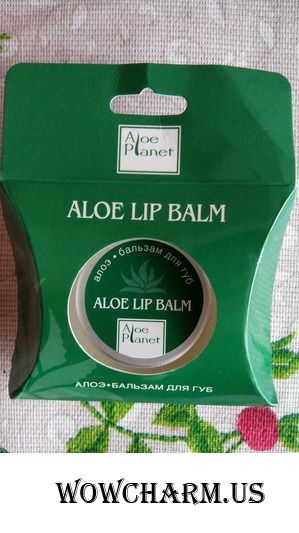 Aloe
Planet
ALOE LIP BALM
алоэ • бальзам для губ
ALOE LIP BALM
Aloe
Planet
АЛОЭ•БАЛЬЗАМ ДЛЯ ГУБ
WOWCHARM.US